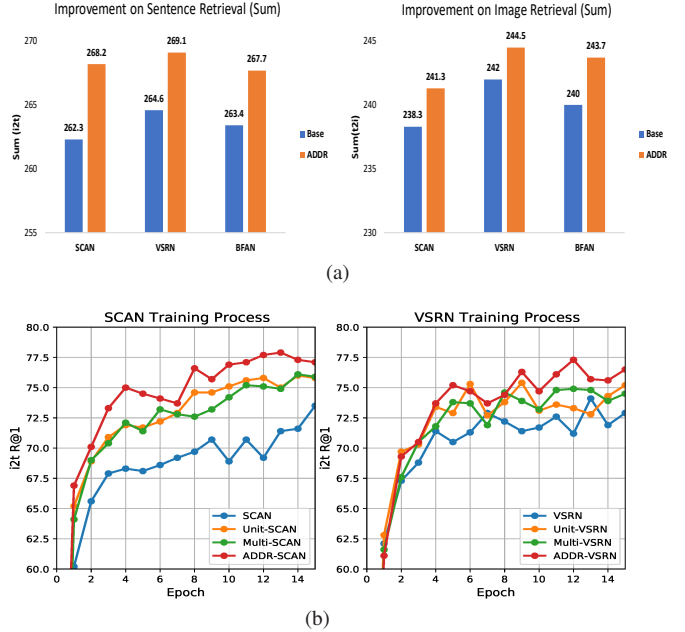 Improvement on Sentence Retrieval (Sum)
270
265
260
255
Sum (i2t)
268.2
269.1
267.7
262.3
264.6
263.4
SCAN VSRN BFAN
Base
ADDR
Improvement on Image Retrieval (Sum)
245
240
235
230
Sum(t2i)
238.3
241.3
242
244.5
240
243.7
SCAN VSRN BFAN
Base
ADDR
(a)
SCAN Training Process
80.0
77.5
75.0
72.5
70.0
67.5
65.0
62.5
60.0
i2t R@1
0 2 4 6 8 10 12 14
Epoch
SCAN
Unit-SCAN
Multi-SCAN
ADDR-SCAN
VSRN Training Process
80.0
77.5
75.0
72.5
70.0
67.5
65.0
62.5
60.0
i2t R@1
0 2 4 6 8 10 12 14
Epoch
VSRN
Unit-VSRN
Multi-VSRN
ADDR-VSRN
(b)